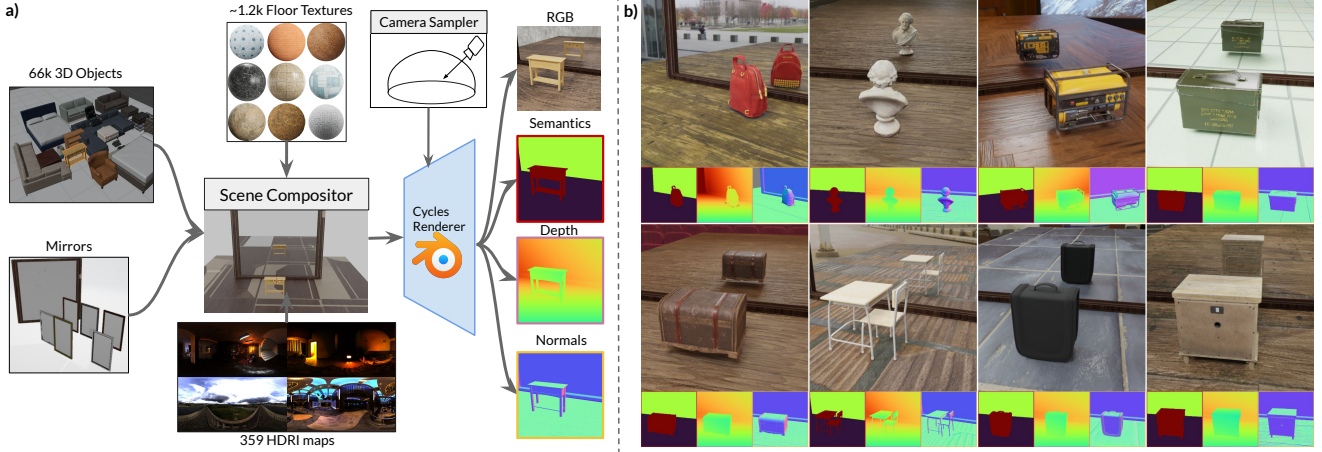 a)
~1.2k Floor Textures
Camera Sampler
RGB
66k 3D Objects
Semantics
Scene Compositor
Cycles
Renderer
Depth
Mirrors
Normals
359 HDRI maps
b)